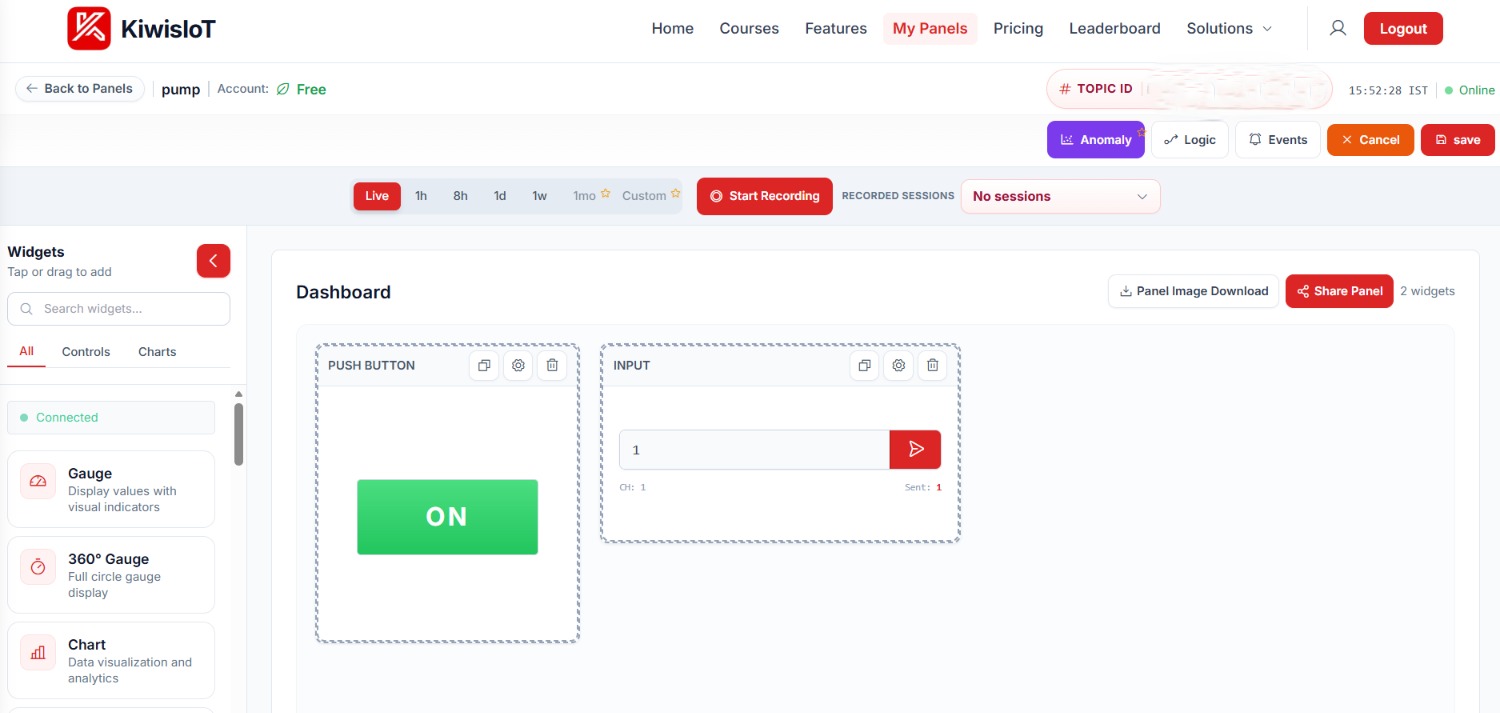 KiwisIoT
Home Courses Features My Panels Pricing Leaderboard Solutions Logout
Back to Panels pump Account: Free
# TOPIC ID 15:52:28 IST Online
Anomaly Logic Events Cancel save
Live 1h 8h 1d 1w 1mo Custom Start Recording RECORDED SESSIONS No sessions
Widgets
Tap or drag to add
Search widgets...
All Controls Charts
Connected
Gauge
Display values with
visual indicators
360° Gauge
Full circle gauge
display
Chart
Data visualization and
analytics
Dashboard Panel Image Download Share Panel 2 widgets
PUSH BUTTON
ON
INPUT
1
CH: 1 Sent: 1